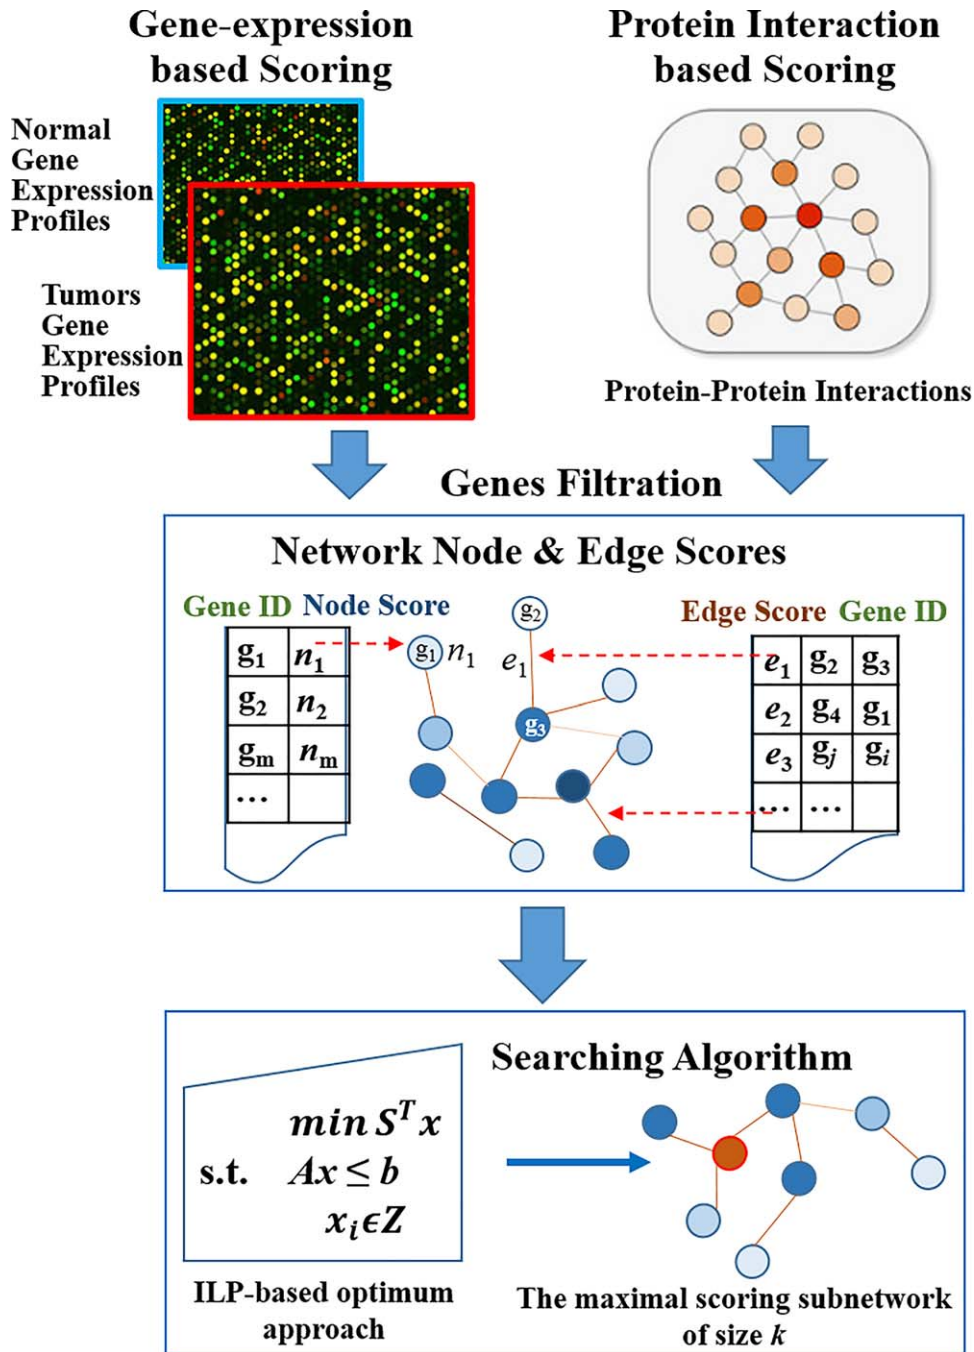 Gene-expression
based Scoring
Protein Interaction
based Scoring
Normal
Gene
Expression
Profiles
Tumors
Gene
Expression
Profiles
Protein-Protein Interactions
Genes Filtration
Network Node & Edge Scores
Gene ID Node Score
g1 n1
g2 n2
gm nm
...
g2
g1 n1
e1
g3
Edge Score Gene ID
e1 g2 g3
e2 g4 g1
e3 gj gi
... ...
Searching Algorithm
min S^T x
s.t. Ax ≤ b
xi ϵ Z
ILP-based optimum
approach
The maximal scoring subnetwork
of size k